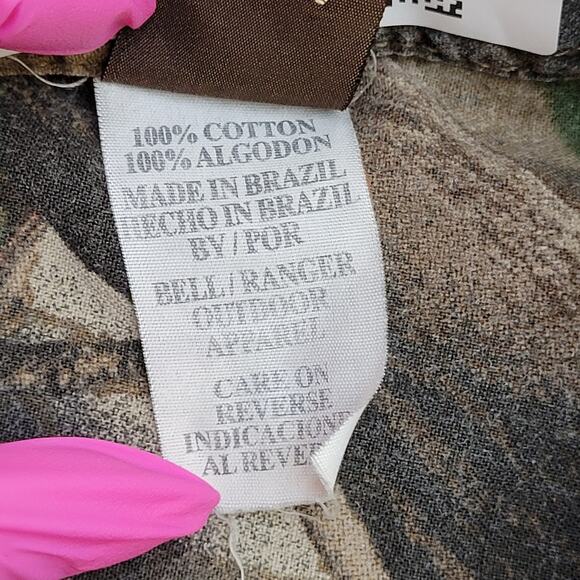 100% COTTON
100% ALGODON
MADE IN BRAZIL
HECHO IN BRAZIL
BY / POR
BELL / RANGER
OUTDOOR
APPAREL
CARE ON
REVERSE
INDICACIONE
AL REVE